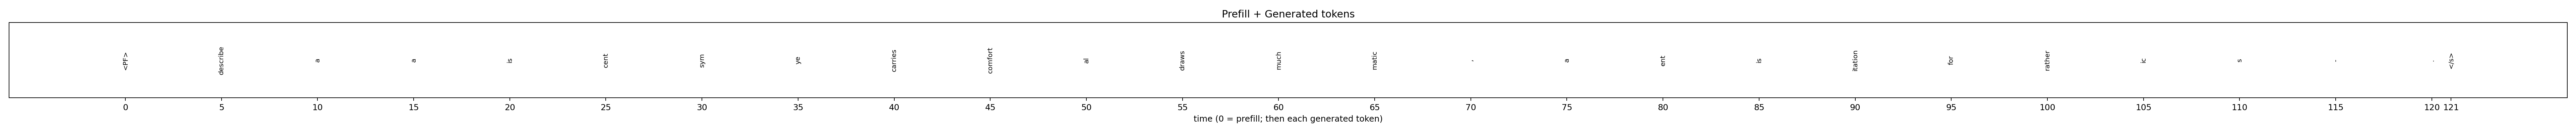 Prefill + Generated tokens
<PF> describe a a is cent sym ye carries comfort al draws much matic - a ent is itation for rather ic s - . </s>
0 5 10 15 20 25 30 35 40 45 50 55 60 65 70 75 80 85 90 95 100 105 110 115 120 121
time (0 = prefill; then each generated token)